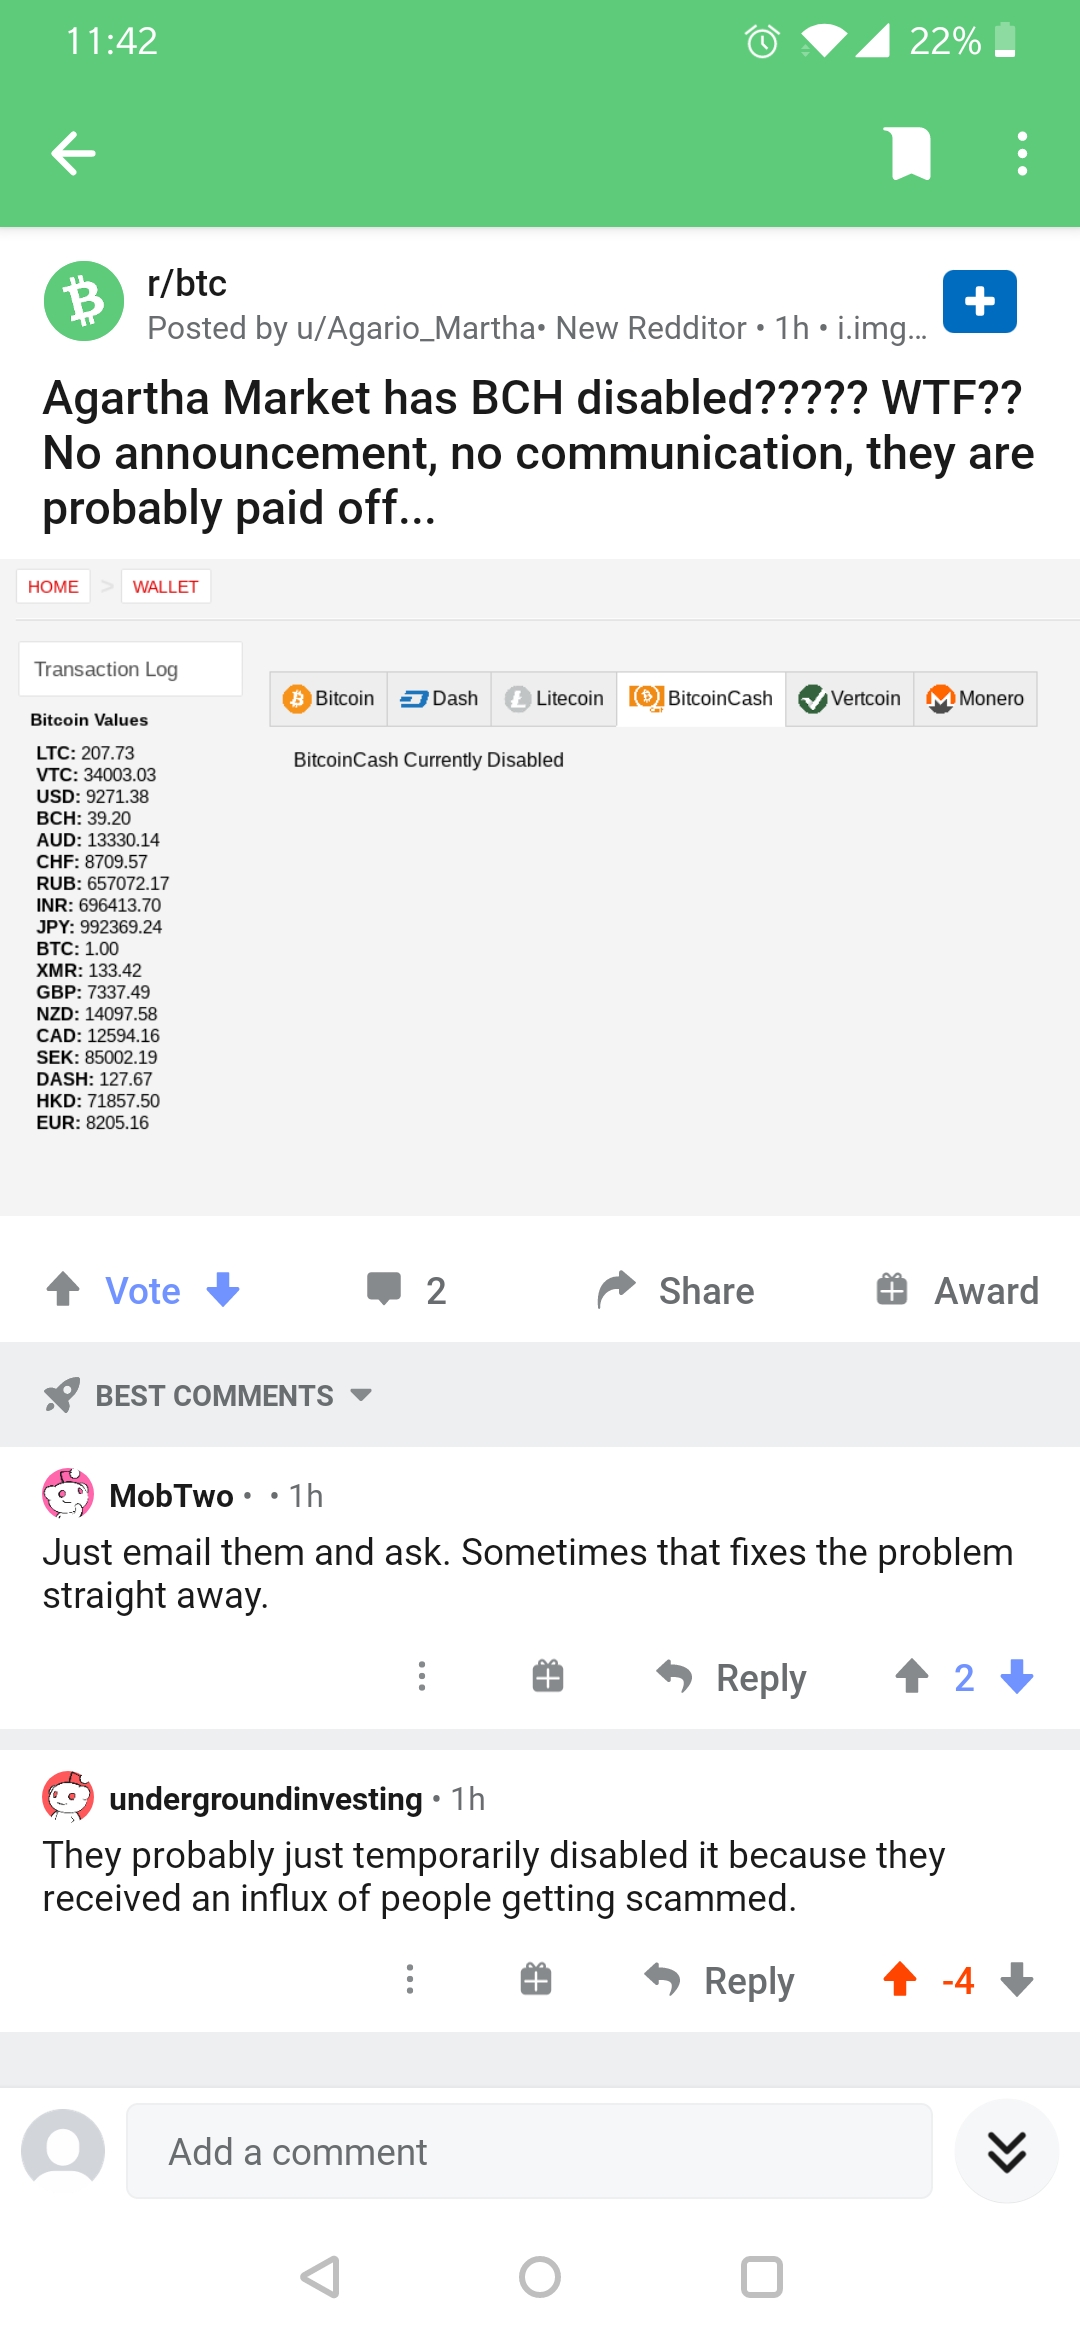 11:42
22%
r/btc
Posted by u/Agario_Martha• New Redditor • 1h • i.img...
Agartha Market has BCH disabled????? WTF??
No announcement, no communication, they are
probably paid off...
HOME > WALLET
Transaction Log
Bitcoin Dash Litecoin BitcoinCash Vertcoin Monero
Bitcoin Values
BitcoinCash Currently Disabled
LTC: 207.73
VTC: 34003.03
USD: 9271.38
BCH: 39.20
AUD: 13330.14
CHF: 8709.57
RUB: 657072.17
INR: 696413.70
JPY: 992369.24
BTC: 1.00
XMR: 133.42
GBP: 7337.49
NZD: 14097.58
CAD: 12594.16
SEK: 85002.19
DASH: 127.67
HKD: 71857.50
EUR: 8205.16
Vote 2 Share Award
BEST COMMENTS
MobTwo • • 1h
Just email them and ask. Sometimes that fixes the problem
straight away.
Reply 2
undergroundinvesting • 1h
They probably just temporarily disabled it because they
received an influx of people getting scammed.
Reply -4
Add a comment